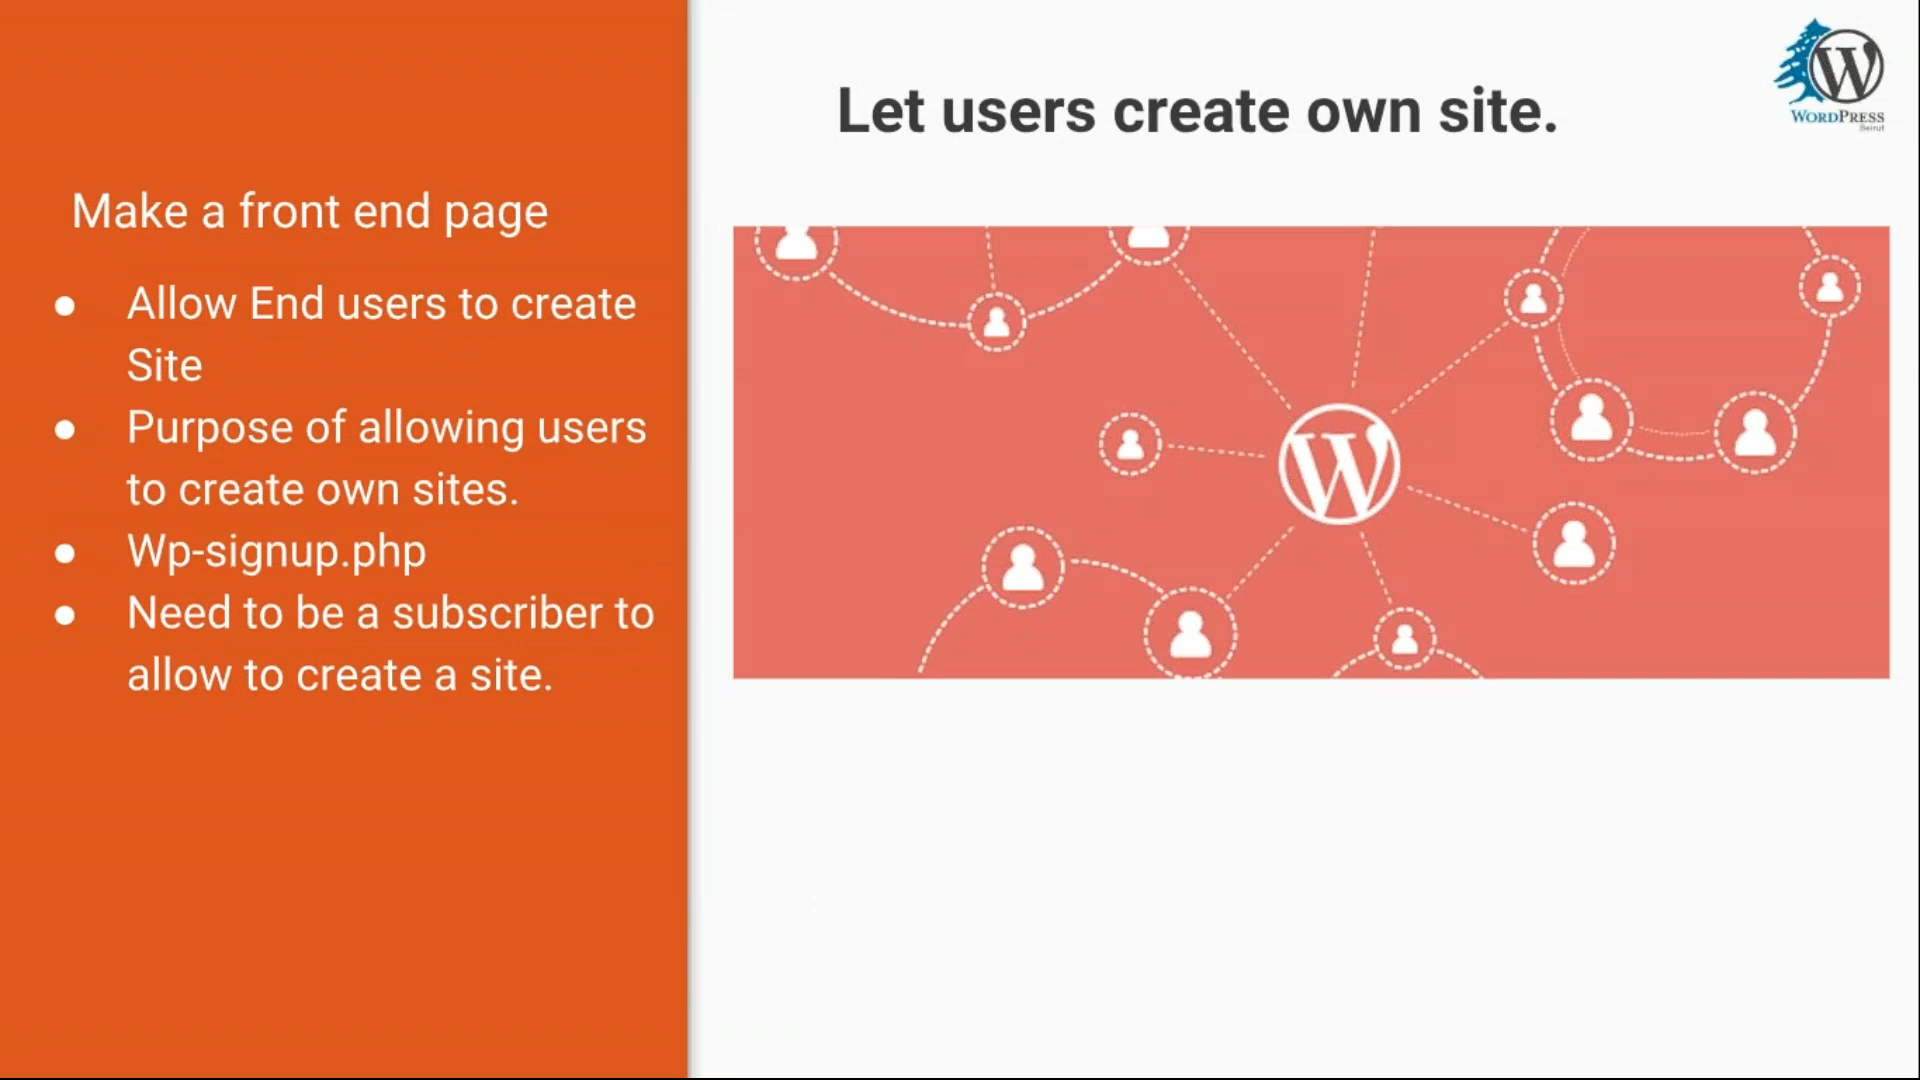 Let users create own site.
WORDPRESS
Beirut
Make a front end page
● Allow End users to create
Site
● Purpose of allowing users
to create own sites.
● Wp-signup.php
● Need to be a subscriber to
allow to create a site.